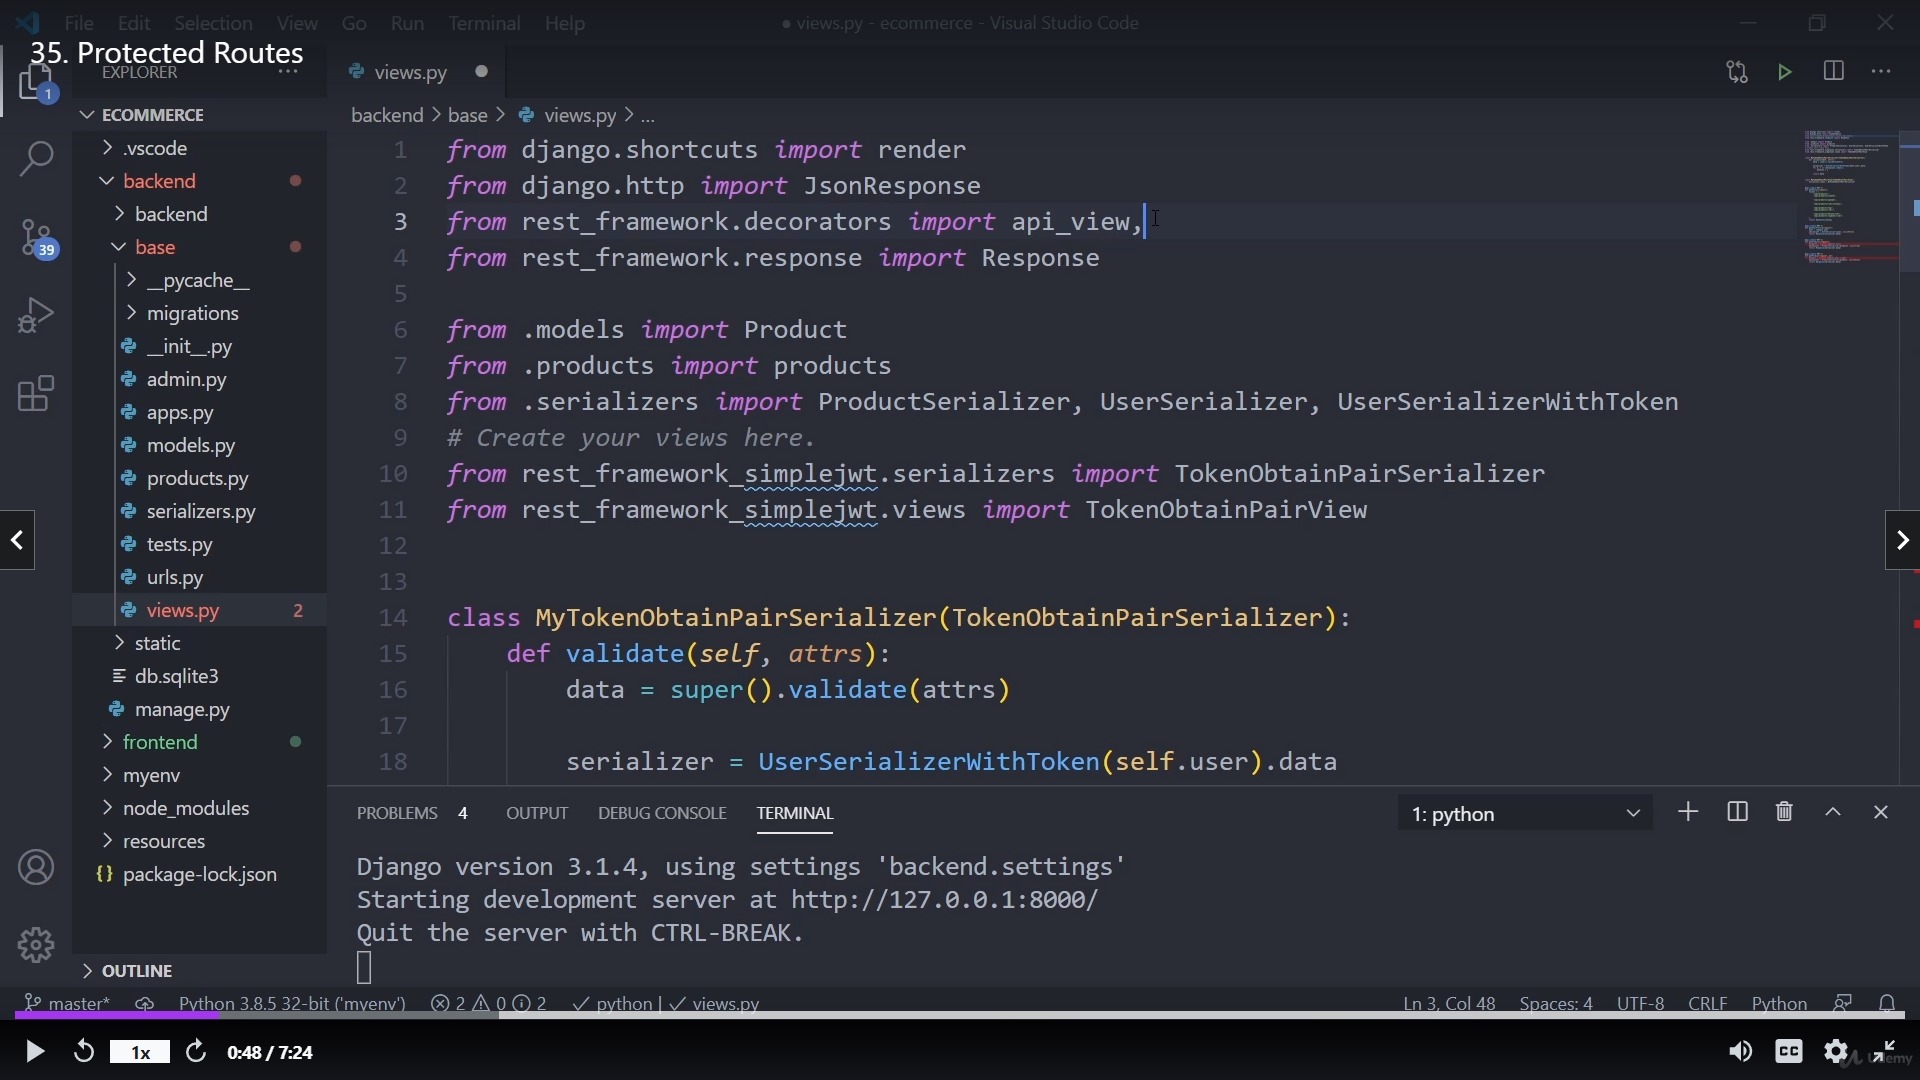 File Edit Selection View Go Run Terminal Help
● views.py - ecommerce - Visual Studio Code
35. Protected Routes
EXPLORER ...
1
39
ECOMMERCE
.vscode
backend
backend
base
__pycache__
migrations
__init__.py
admin.py
apps.py
models.py
products.py
serializers.py
tests.py
urls.py
views.py 2
static
db.sqlite3
manage.py
frontend
myenv
node_modules
resources
{} package-lock.json
OUTLINE
views.py ●
backend > base > views.py > ...
1 from django.shortcuts import render
2 from django.http import JsonResponse
3 from rest_framework.decorators import api_view,
4 from rest_framework.response import Response
5
6 from .models import Product
7 from .products import products
8 from .serializers import ProductSerializer, UserSerializer, UserSerializerWithToken
9 # Create your views here.
10 from rest_framework_simplejwt.serializers import TokenObtainPairSerializer
11 from rest_framework_simplejwt.views import TokenObtainPairView
12
13
14 class MyTokenObtainPairSerializer(TokenObtainPairSerializer):
15 def validate(self, attrs):
16 data = super().validate(attrs)
17
18 serializer = UserSerializerWithToken(self.user).data
PROBLEMS 4 OUTPUT DEBUG CONSOLE TERMINAL 1: python
Django version 3.1.4, using settings 'backend.settings'
Starting development server at http://127.0.0.1:8000/
Quit the server with CTRL-BREAK.
master* Python 3.8.5 32-bit ('myenv') 2 0 2 python | views.py Ln 3, Col 48 Spaces: 4 UTF-8 CRLF Python
1x 0:48 / 7:24 CC
Udemy